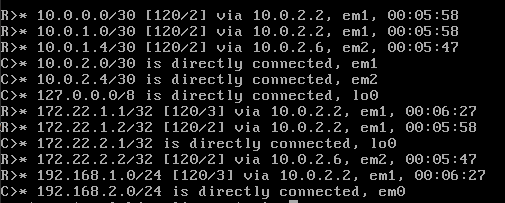 R>* 10.0.0.0/30 [120/2] via 10.0.2.2, em1, 00:05:58
R>* 10.0.1.0/30 [120/2] via 10.0.2.2, em1, 00:05:58
R>* 10.0.1.4/30 [120/2] via 10.0.2.6, em2, 00:05:47
C>* 10.0.2.0/30 is directly connected, em1
C>* 10.0.2.4/30 is directly connected, em2
C>* 127.0.0.0/8 is directly connected, lo0
R>* 172.22.1.1/32 [120/3] via 10.0.2.2, em1, 00:06:27
R>* 172.22.1.2/32 [120/2] via 10.0.2.2, em1, 00:05:58
C>* 172.22.2.1/32 is directly connected, lo0
R>* 172.22.2.2/32 [120/2] via 10.0.2.6, em2, 00:05:47
R>* 192.168.1.0/24 [120/3] via 10.0.2.2, em1, 00:06:27
C>* 192.168.2.0/24 is directly connected, em0